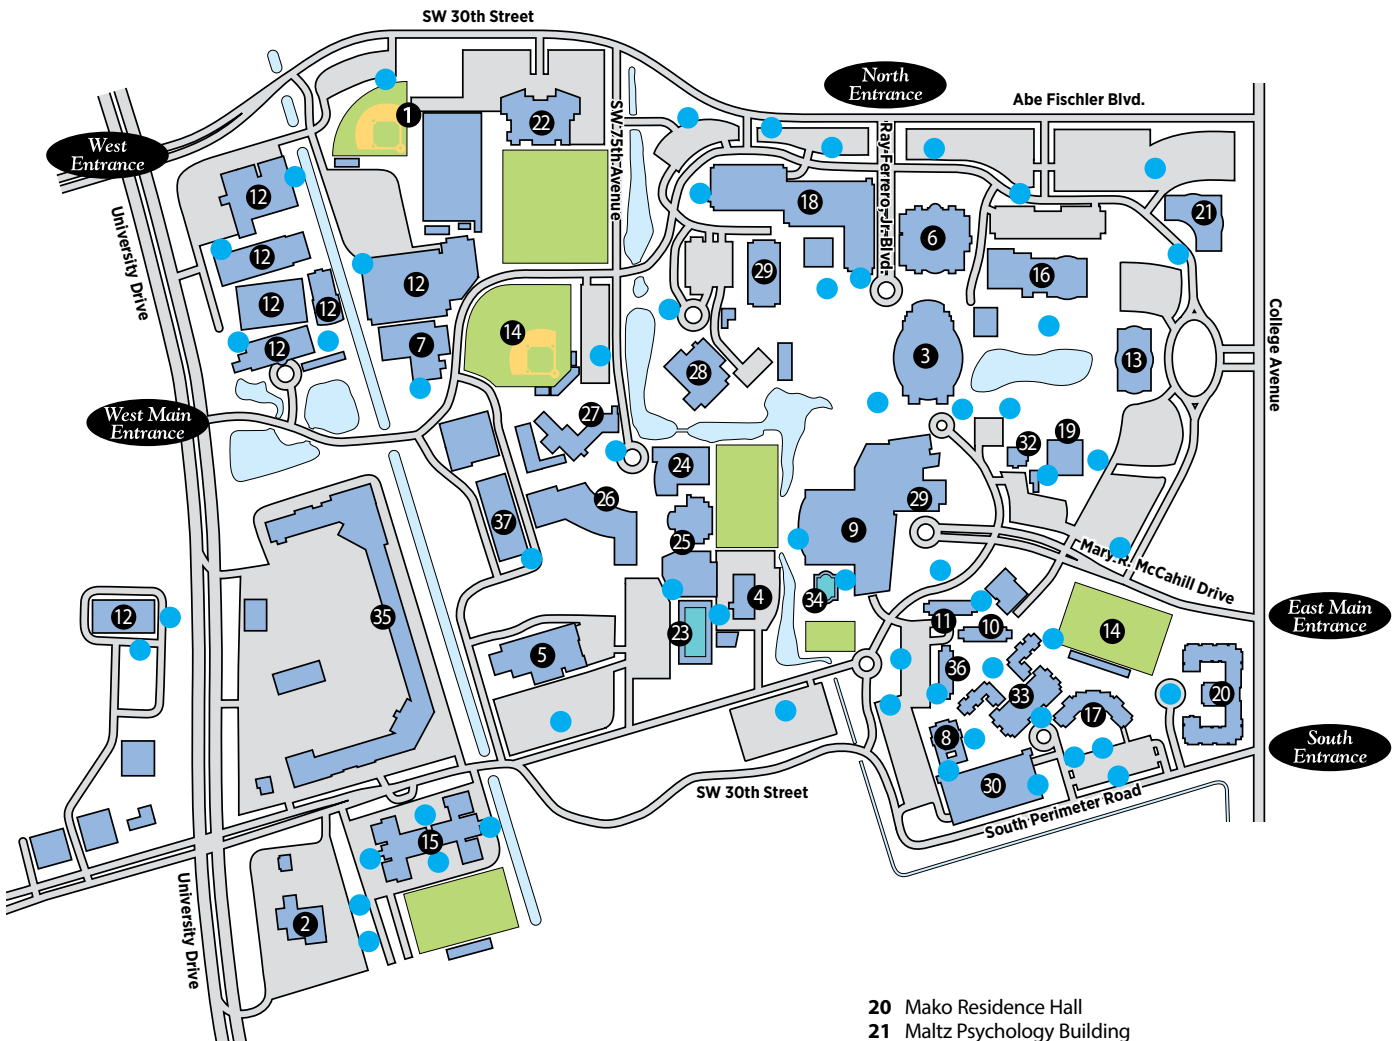 SW 30th Street
North
Entrance
Abe Fischler Blvd.
1
22
SW 75th Avenue
Ray Ferrero, Jr. Blvd.
West
Entrance
12
18
21
University Drive
12
6
12
29
16
12
12
14
College Avenue
7
12
3
13
28
West Main
Entrance
27
19
32
24
26
29
37
25
9
Mary R. McCahill Drive
4
34
12
35
23
11
10
14
East Main
Entrance
5
36
33
20
17
8
South
Entrance
30
SW 30th Street
South Perimeter Road
15
University Drive
2
20 Mako Residence Hall
21 Maltz Psychology Building